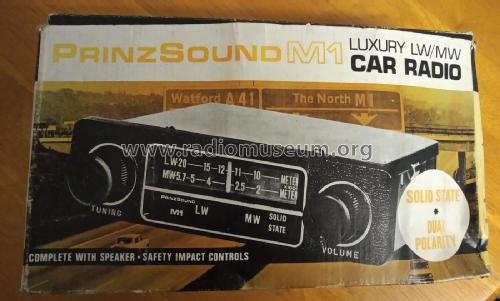 PRINZSOUND M1 LUXURY LW/MW
CAR RADIO
Watford A41
The North M1
www.radiomuseum.org
LW-20 15-12 11 10 METER
X100
MW5.7-5-4 2.5-2 METER
PRINZSOUND
M1 LW MW SOLID
STATE
TUNING
VOLUME
SOLID STATE
*
DUAL
POLARITY
COMPLETE WITH SPEAKER · SAFETY IMPACT CONTROLS